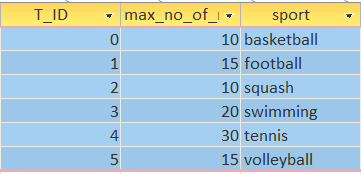 T_ID max_no_of_ sport
0 10 basketball
1 15 football
2 10 squash
3 20 swimming
4 30 tennis
5 15 volleyball